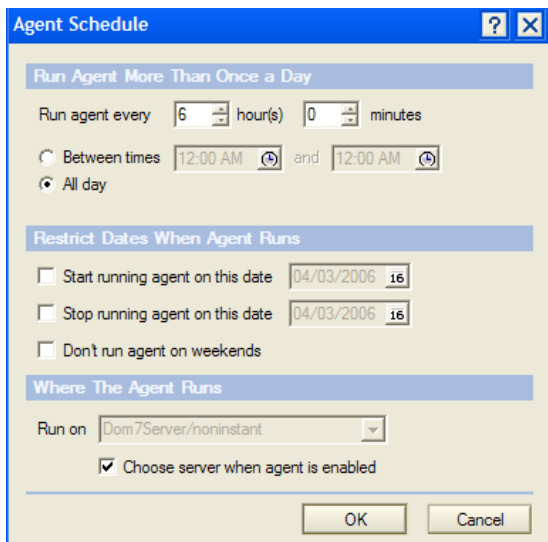 Agent Schedule
Run Agent More Than Once a Day
Run agent every 6 hour(s) 0 minutes
Between times 12:00 AM and 12:00 AM
All day
Restrict Dates When Agent Runs
Start running agent on this date 04/03/2006 16
Stop running agent on this date 04/03/2006 16
Don't run agent on weekends
Where The Agent Runs
Run on Dom7Server/noninstant
Choose server when agent is enabled
OK Cancel